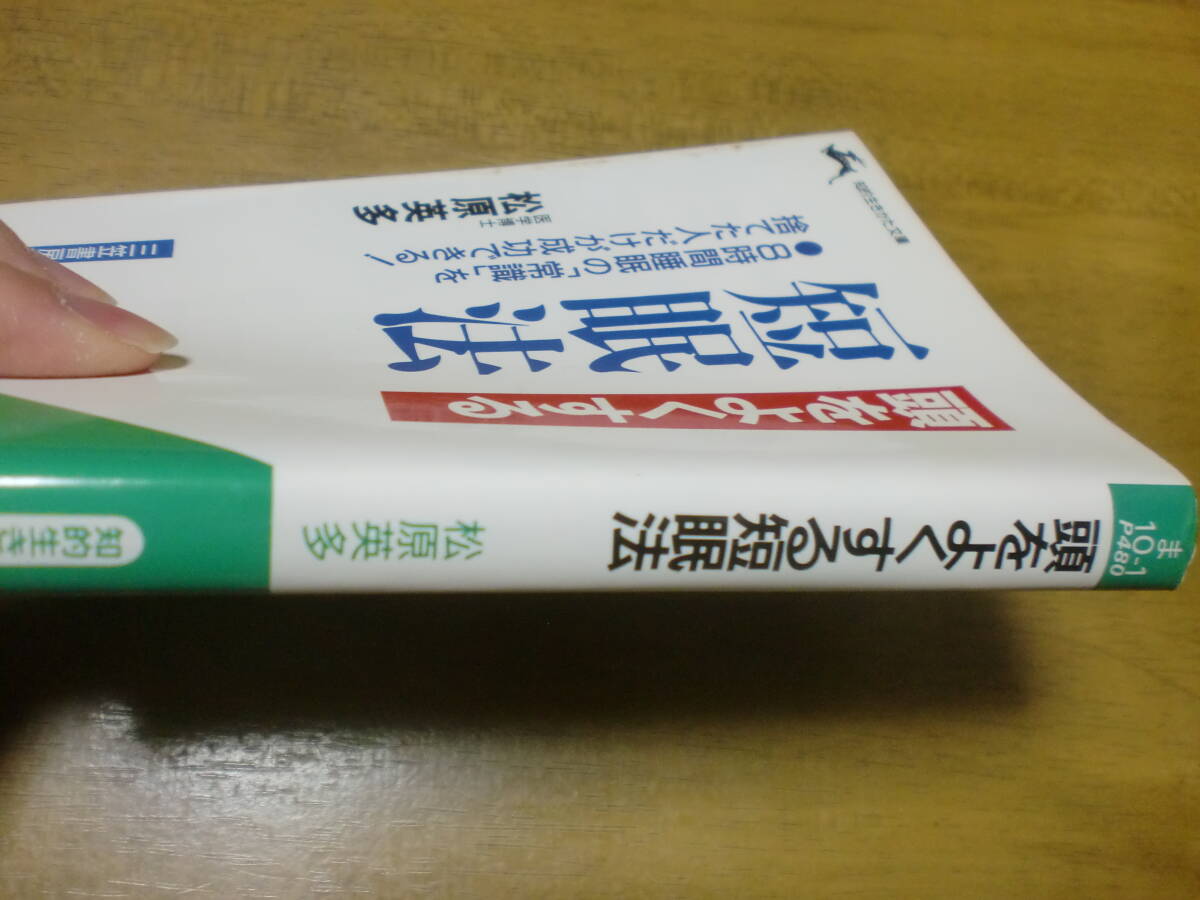 知的生きかた文庫
頭をよくする
短眠法
●8時間睡眠の「常識」を
捨てた人だけが成功できる!
医学博士
松原英多
三笠書房
ま
10-1
P480
頭をよくする短眠法
松原英多
知的生き